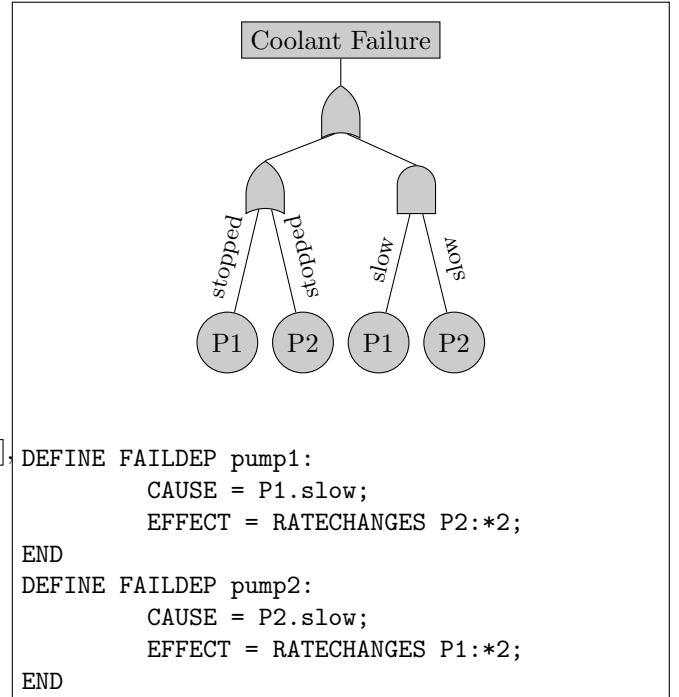 Coolant Failure
stopped
stopped
slow
slow
P1
P2
P1
P2
],
DEFINE FAILDEP pump1:
CAUSE = P1.slow;
EFFECT = RATECHANGES P2:*2;
END
DEFINE FAILDEP pump2:
CAUSE = P2.slow;
EFFECT = RATECHANGES P1:*2;
END